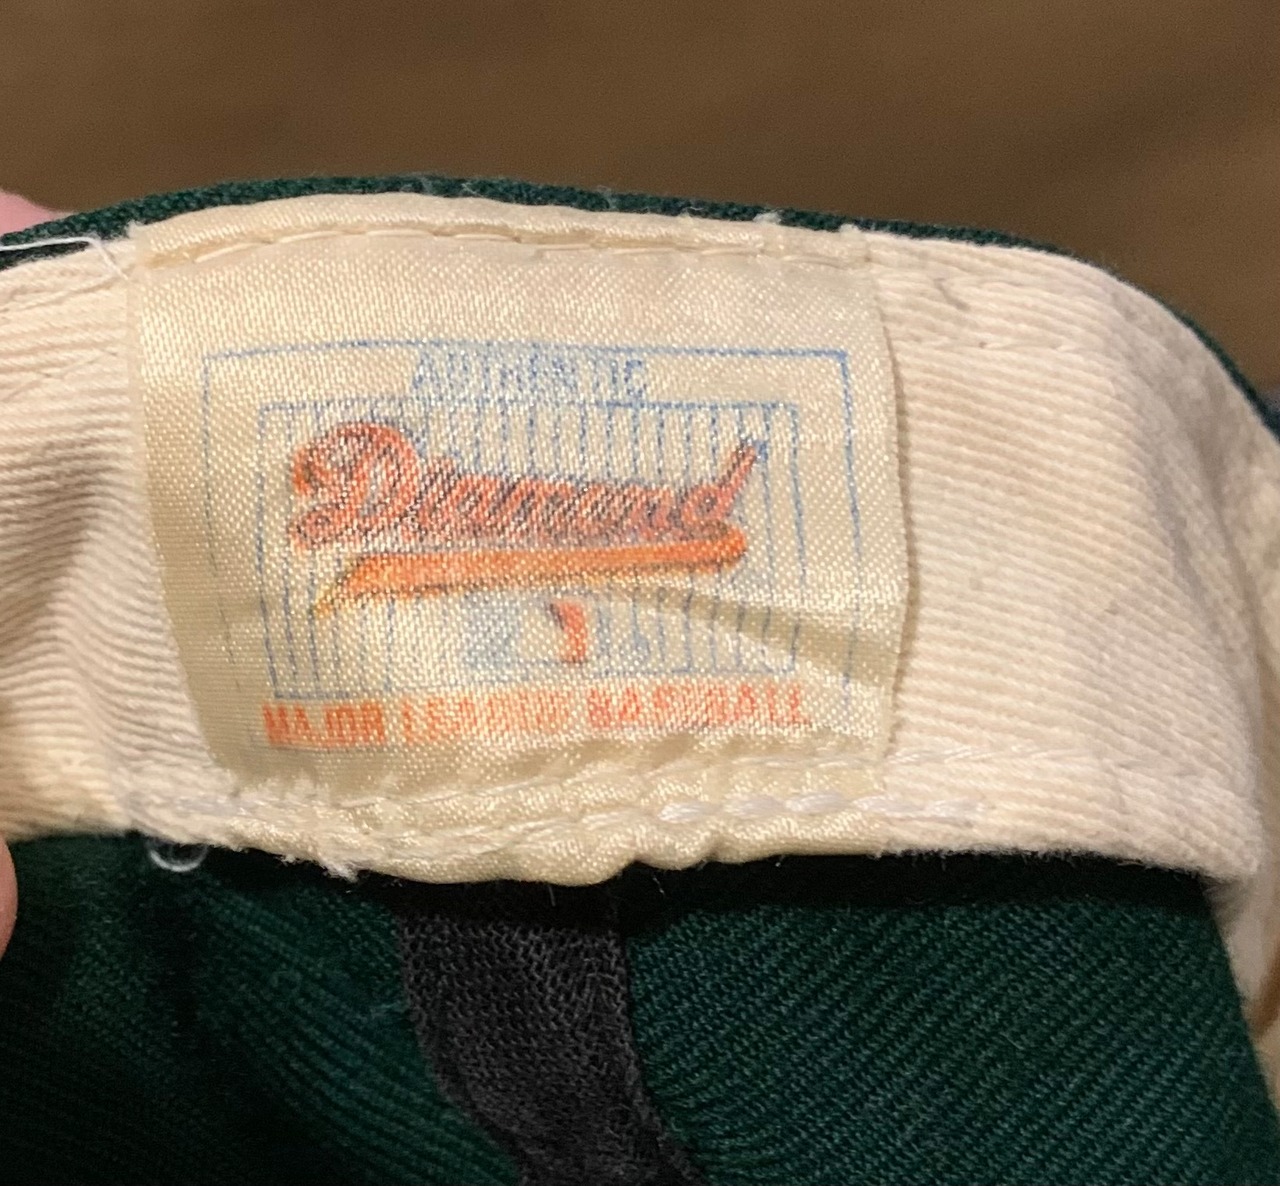 AUTHENTIC
Diamond
MAJOR LEAGUE BASEBALL